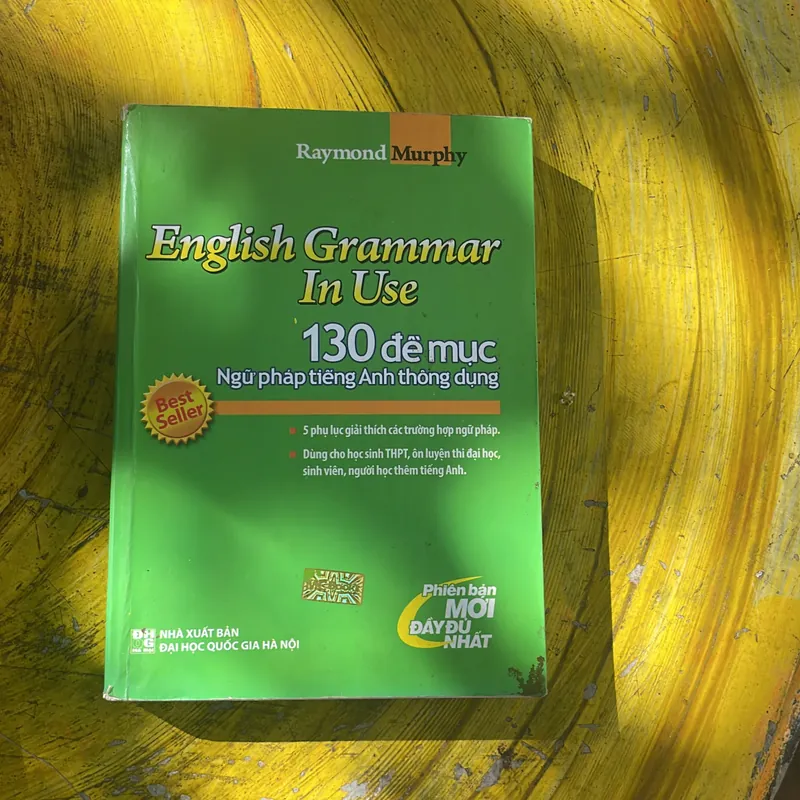 Raymond Murphy
English Grammar
In Use
130 đề mục
Ngữ pháp tiếng Anh thông dụng
Best
Seller
5 phụ lục giải thích các trường hợp ngữ pháp.
Dùng cho học sinh THPT, ôn luyện thi đại học,
sinh viên, người học thêm tiếng Anh.
Phiên bản
MỚI
ĐẦY ĐỦ
NHẤT
NHÀ XUẤT BẢN
ĐẠI HỌC QUỐC GIA HÀ NỘI